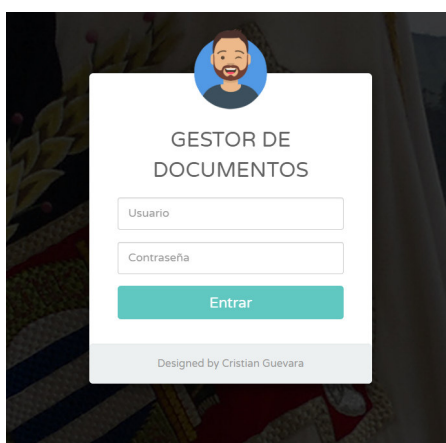 GESTOR DE
DOCUMENTOS
Usuario
Contraseña
Entrar
Designed by Cristian Guevara